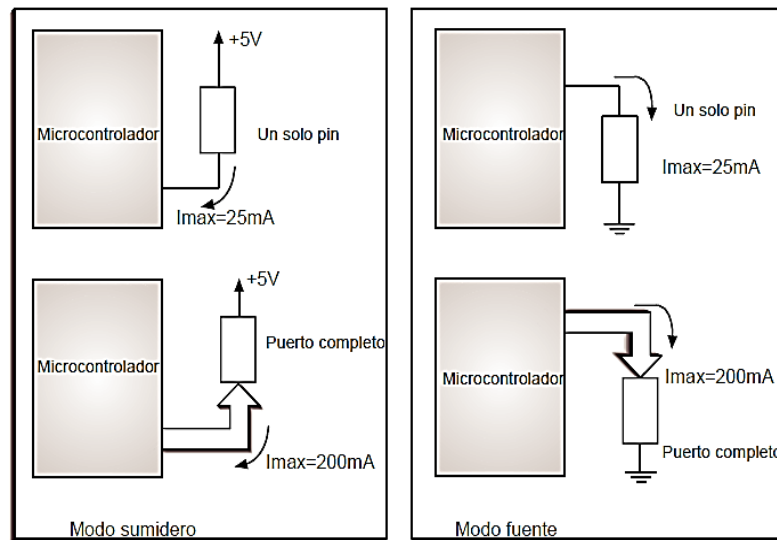 +5V
Microcontrolador
Un solo pin
Imax=25mA
+5V
Puerto completo
Microcontrolador
Imax=200mA
Modo sumidero
Microcontrolador
Un solo pin
Imax=25mA
Microcontrolador
Imax=200mA
Puerto completo
Modo fuente